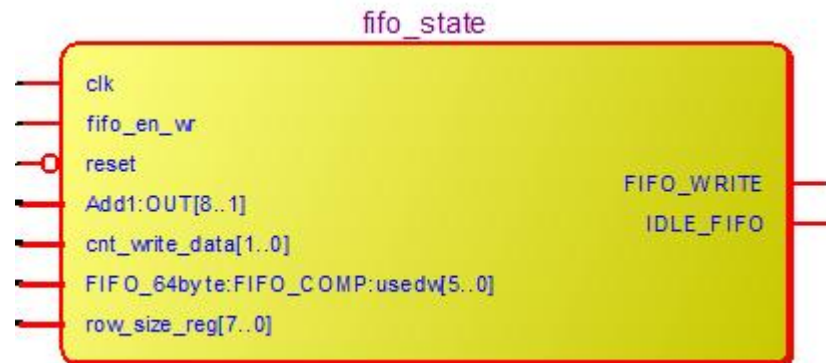 fifo_state
clk
fifo_en_wr
reset
Add1:OUT[8..1]
cnt_write_data[1..0]
FIFO_64byte:FIFO_COMP:usedw[5..0]
row_size_reg[7..0]
FIFO_WRITE
IDLE_FIFO